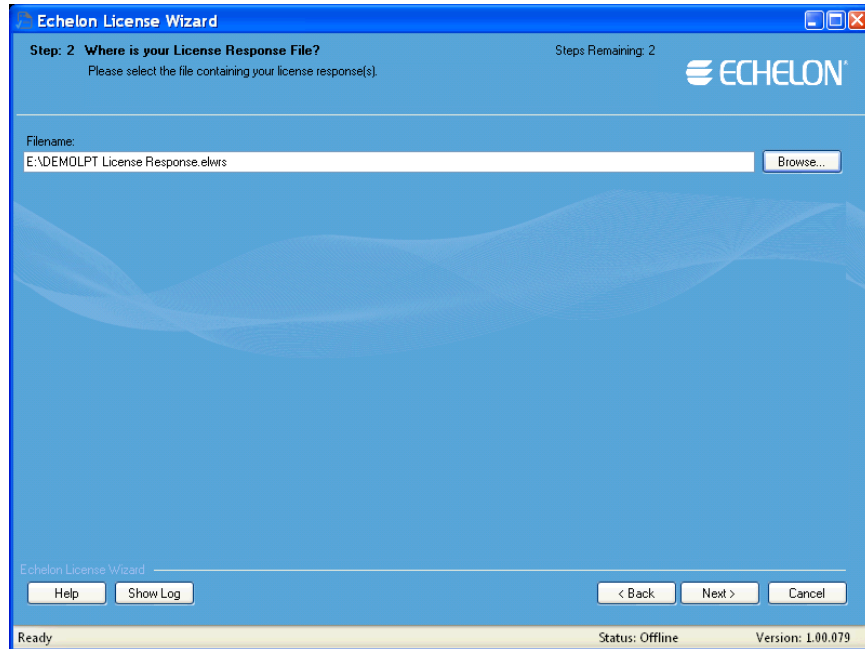 Echelon License Wizard
Step: 2 Where is your License Response File?
Steps Remaining: 2
Please select the file containing your license response(s).
ECHELON
Filename:
E:\DEMOLPT License Response.elwrs
Browse...
Echelon License Wizard
Help
Show Log
< Back
Next >
Cancel
Ready
Status: Offline
Version: 1.00.079